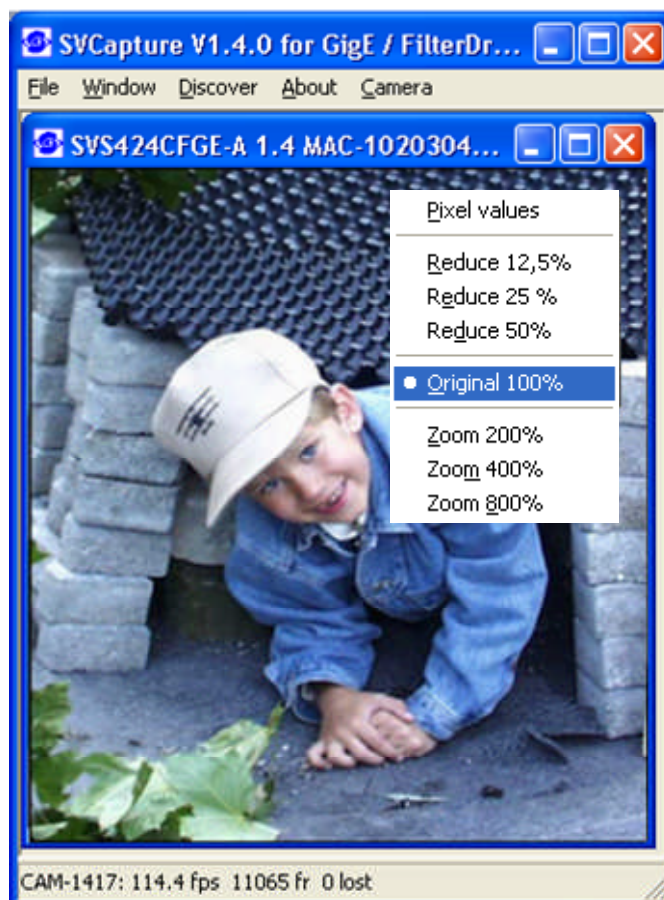 SVCapture V1.4.0 for GigE / FilterDr...
File Window Discover About Camera
SVS424CFGE-A 1.4 MAC-1020304...
Pixel values
Reduce 12,5%
Reduce 25 %
Reduce 50%
Original 100%
Zoom 200%
Zoom 400%
Zoom 800%
CAM-1417: 114.4 fps 11065 fr 0 lost